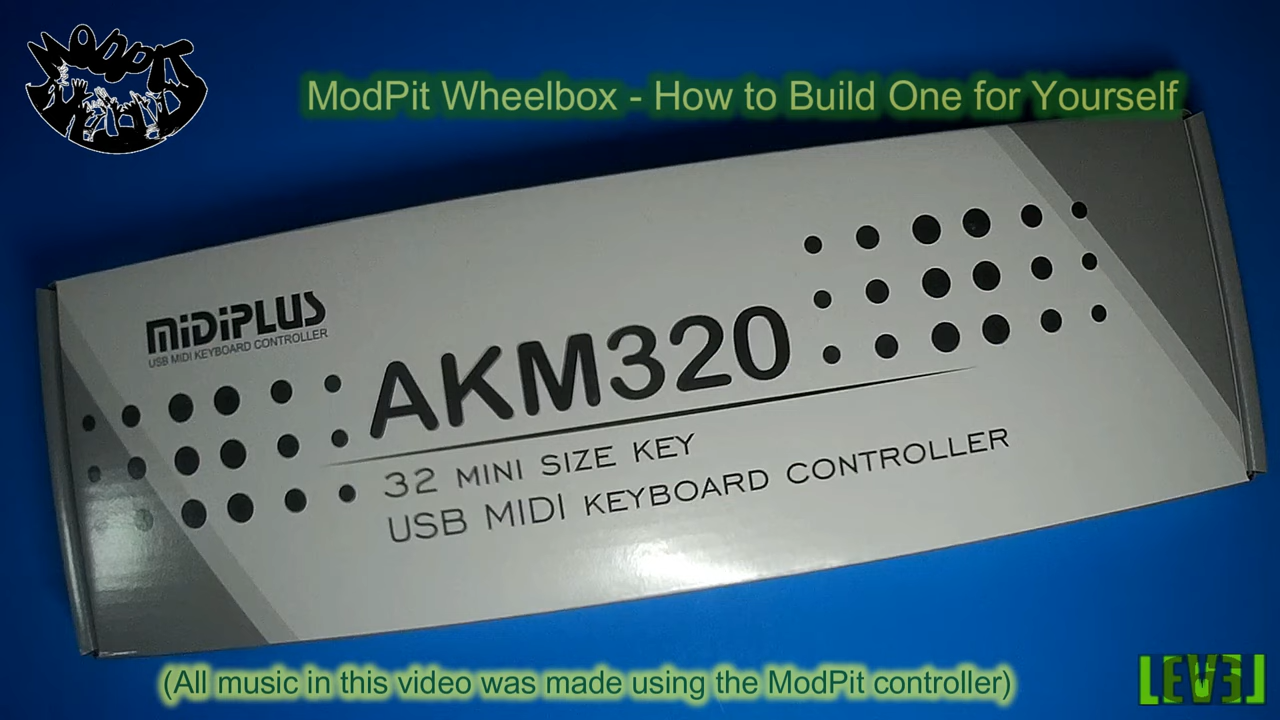 MODPIT
ModPit Wheelbox - How to Build One for Yourself
MiDiPLUS
USB MIDI KEYBOARD CONTROLLER
AKM320
32 MINI SIZE KEY
USB MIDI KEYBOARD CONTROLLER
(All music in this video was made using the ModPit controller)